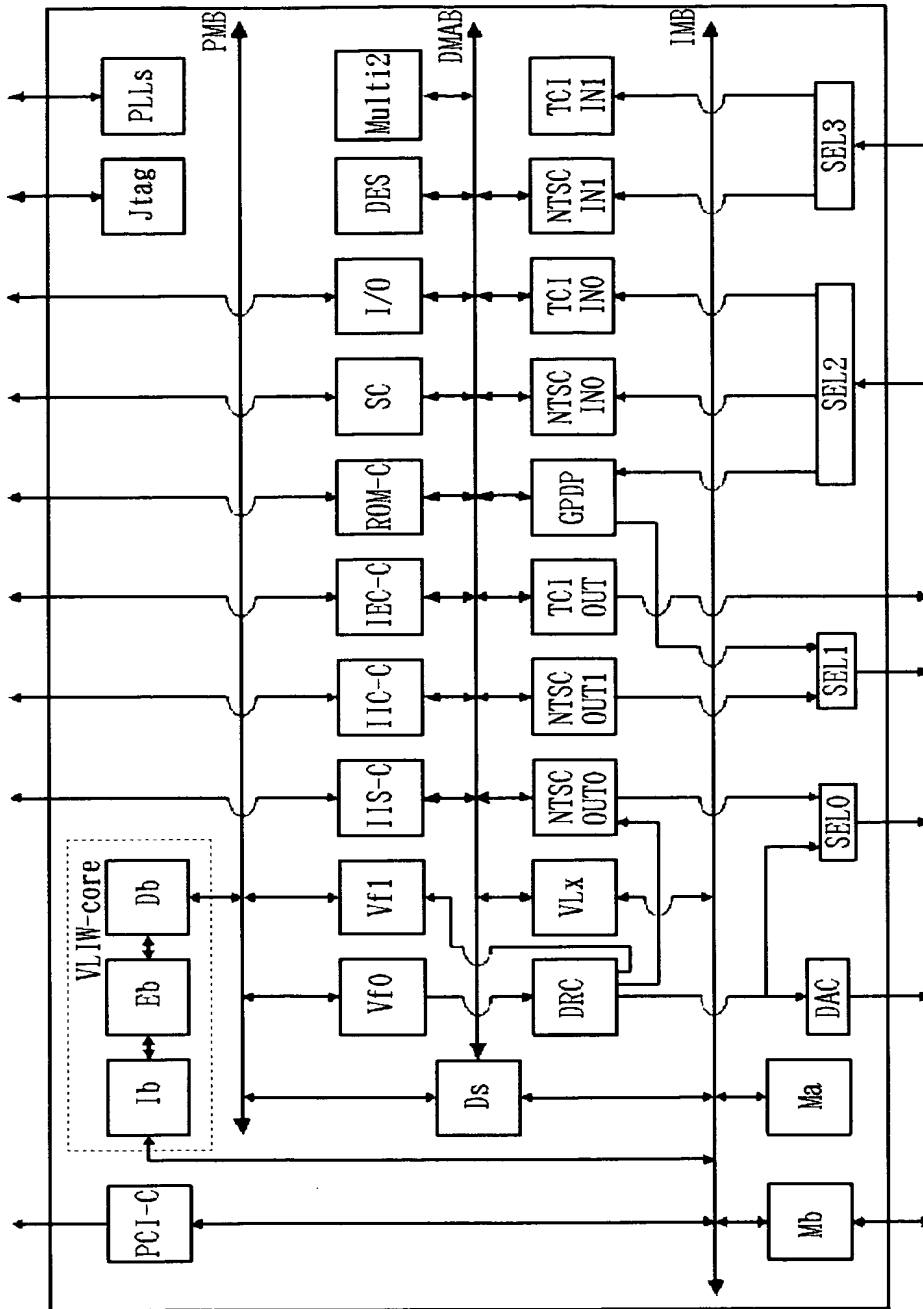 PCI-C
VLIW-core
Ib
Eb
Db
Jtag
PLLs
PMB
Vf0
Vf1
IIS-C
IIC-C
IEC-C
ROM-C
SC
I/O
DES
Multi2
Ds
DMAB
DRC
VLx
NTSC
OUT0
NTSC
OUT1
TCI
OUT
GPDP
NTSC
IN0
TCI
IN0
NTSC
IN1
TCI
IN1
IMB
Mb
Ma
DAC
SEL0
SEL1
SEL2
SEL3